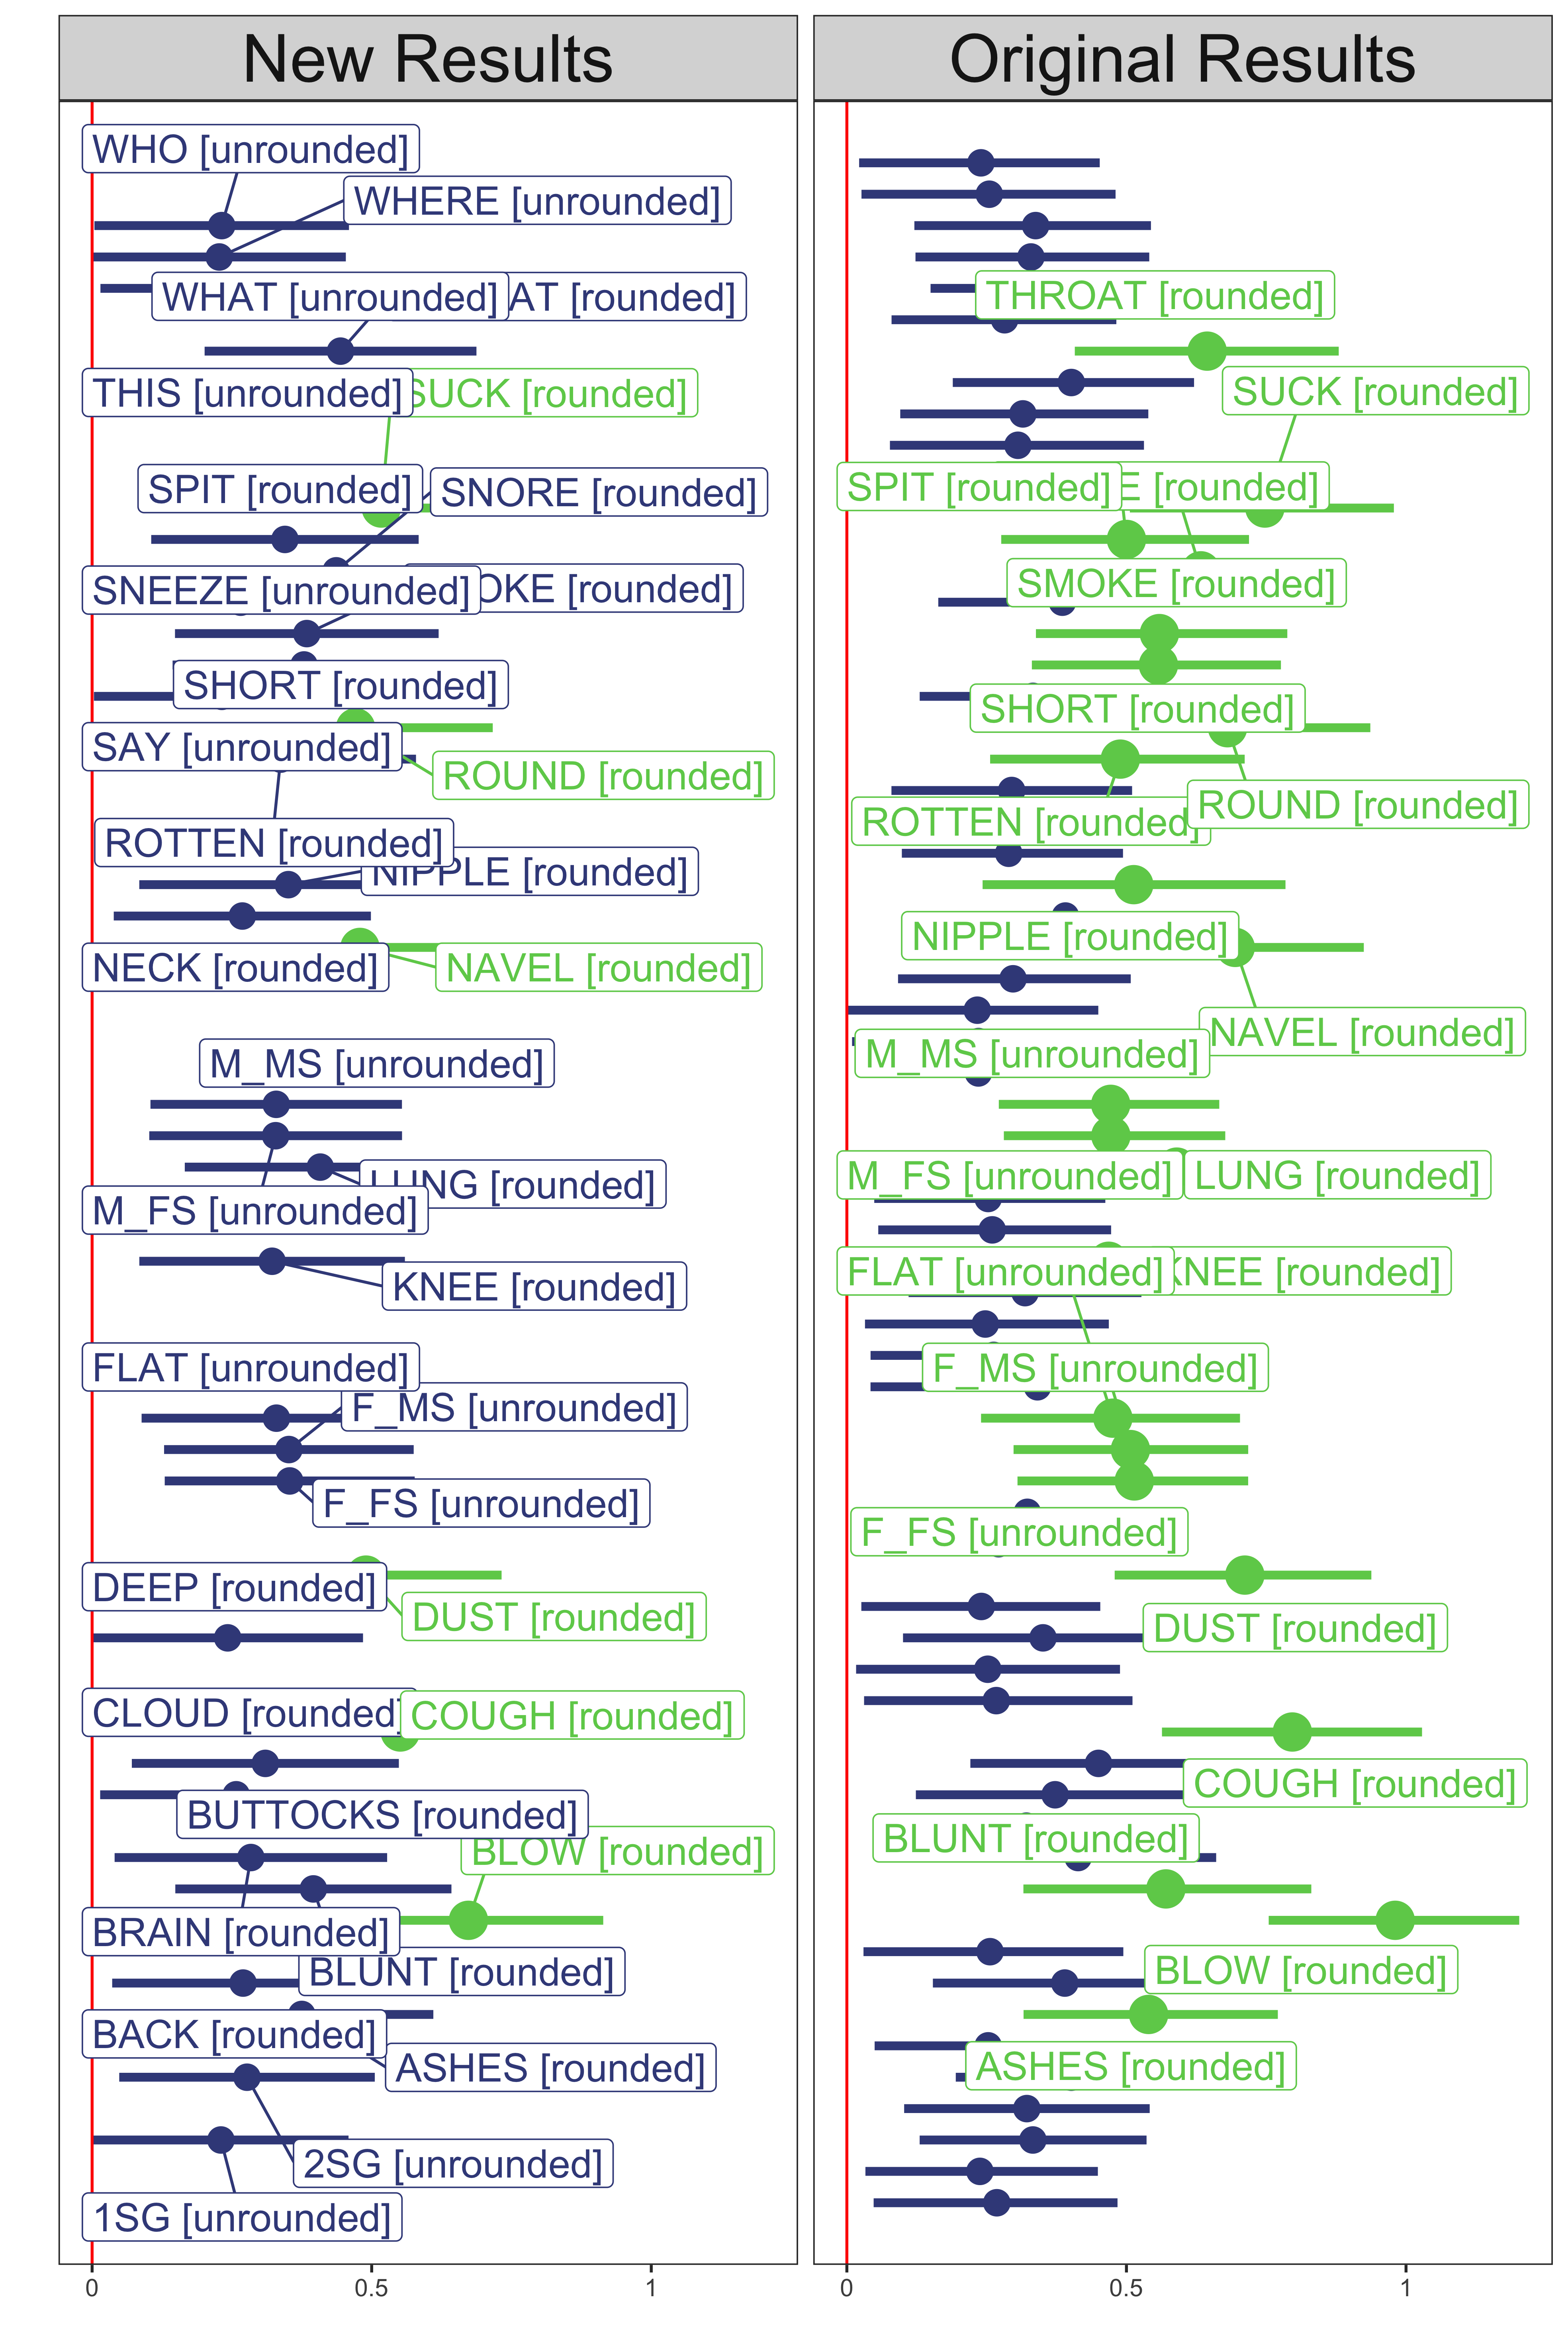 New Results
WHO [unrounded]
WHERE [unrounded]
WHAT [unrounded]
AT [rounded]
THIS [unrounded]
SUCK [rounded]
SPIT [rounded]
SNORE [rounded]
SNEEZE [unrounded]
OKE [rounded]
SHORT [rounded]
SAY [unrounded]
ROUND [rounded]
ROTTEN [rounded]
NIPPLE [rounded]
NECK [rounded]
NAVEL [rounded]
M_MS [unrounded]
LUNG [rounded]
M_FS [unrounded]
KNEE [rounded]
FLAT [unrounded]
F_MS [unrounded]
F_FS [unrounded]
DEEP [rounded]
DUST [rounded]
CLOUD [rounded]
COUGH [rounded]
BUTTOCKS [rounded]
BLOW [rounded]
BRAIN [rounded]
BLUNT [rounded]
BACK [rounded]
ASHES [rounded]
2SG [unrounded]
1SG [unrounded]
0 0.5 1
Original Results
THROAT [rounded]
SUCK [rounded]
SPIT [rounded]
E [rounded]
SMOKE [rounded]
SHORT [rounded]
ROUND [rounded]
ROTTEN [rounded]
NIPPLE [rounded]
NAVEL [rounded]
M_MS [unrounded]
M_FS [unrounded]
LUNG [rounded]
FLAT [unrounded]
KNEE [rounded]
F_MS [unrounded]
F_FS [unrounded]
DUST [rounded]
COUGH [rounded]
BLUNT [rounded]
BLOW [rounded]
ASHES [rounded]
0 0.5 1